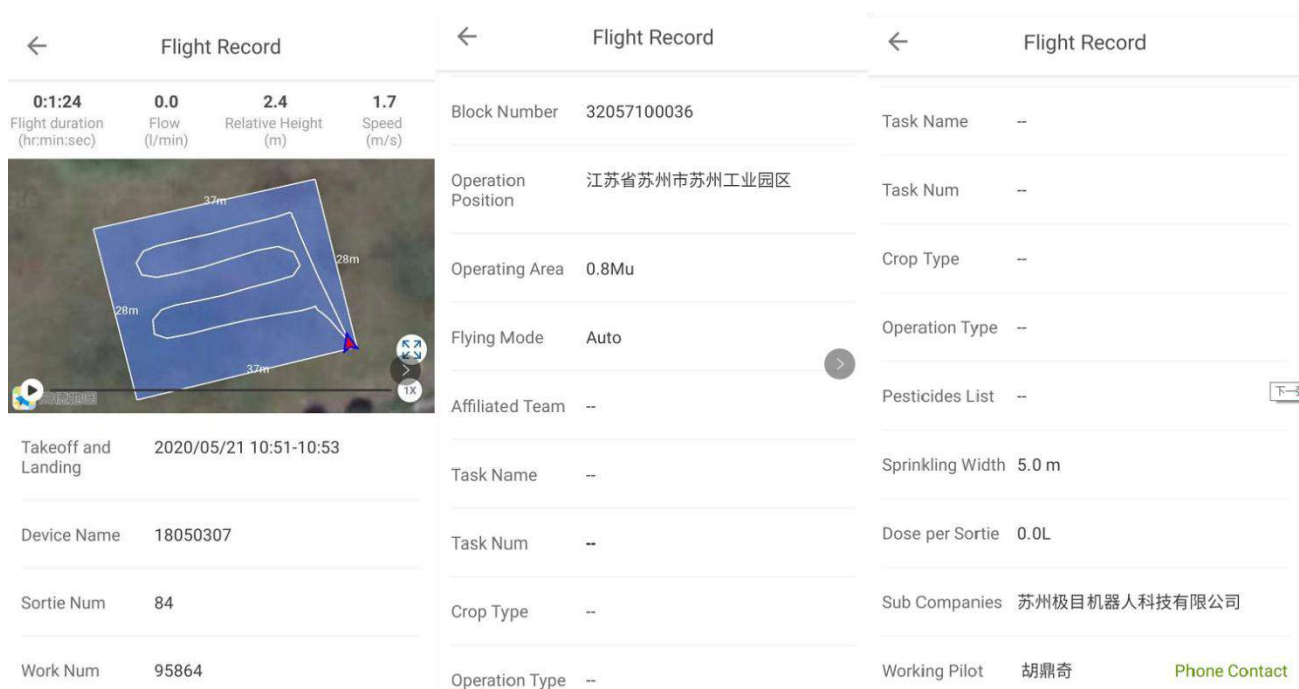 Flight Record
0:1:24
0.0
2.4
1.7
Flight duration
(hr:min:sec)
Flow
(l/min)
Relative Height
(m)
Speed
(m/s)
37m
28m
28m
37m
1X
高德地图
Takeoff and
Landing
2020/05/21 10:51-10:53
Device Name 18050307
Sortie Num 84
Work Num 95864
Flight Record
Block Number 32057100036
Operation
Position
江苏省苏州市苏州工业园区
Operating Area 0.8Mu
Flying Mode Auto
Affiliated Team --
Task Name --
Task Num --
Crop Type --
Operation Type --
Flight Record
Task Name --
Task Num --
Crop Type --
Operation Type --
Pesticides List --
下一
Sprinkling Width 5.0 m
Dose per Sortie 0.0L
Sub Companies 苏州极目机器人科技有限公司
Working Pilot 胡鼎奇 Phone Contact